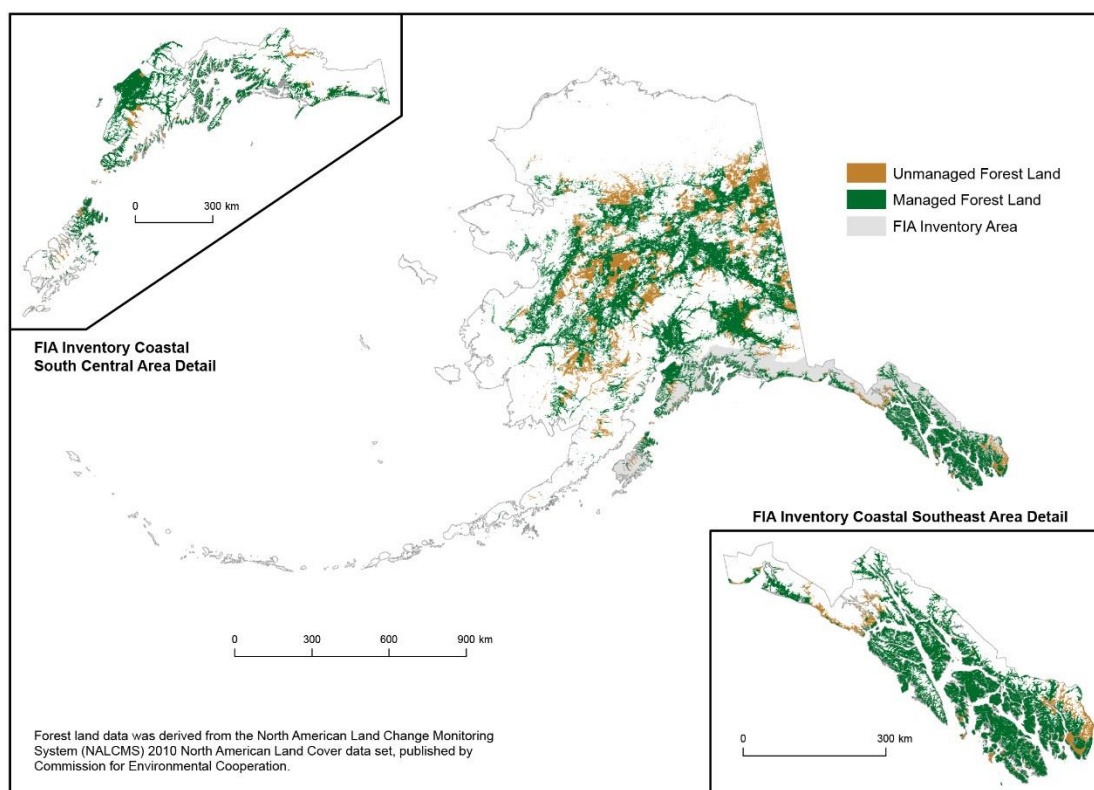 0 300 km
FIA Inventory Coastal
South Central Area Detail
Unmanaged Forest Land
Managed Forest Land
FIA Inventory Area
0 300 600 900 km
FIA Inventory Coastal Southeast Area Detail
0 300 km
Forest land data was derived from the North American Land Change Monitoring
System (NALCMS) 2010 North American Land Cover data set, published by
Commission for Environmental Cooperation.